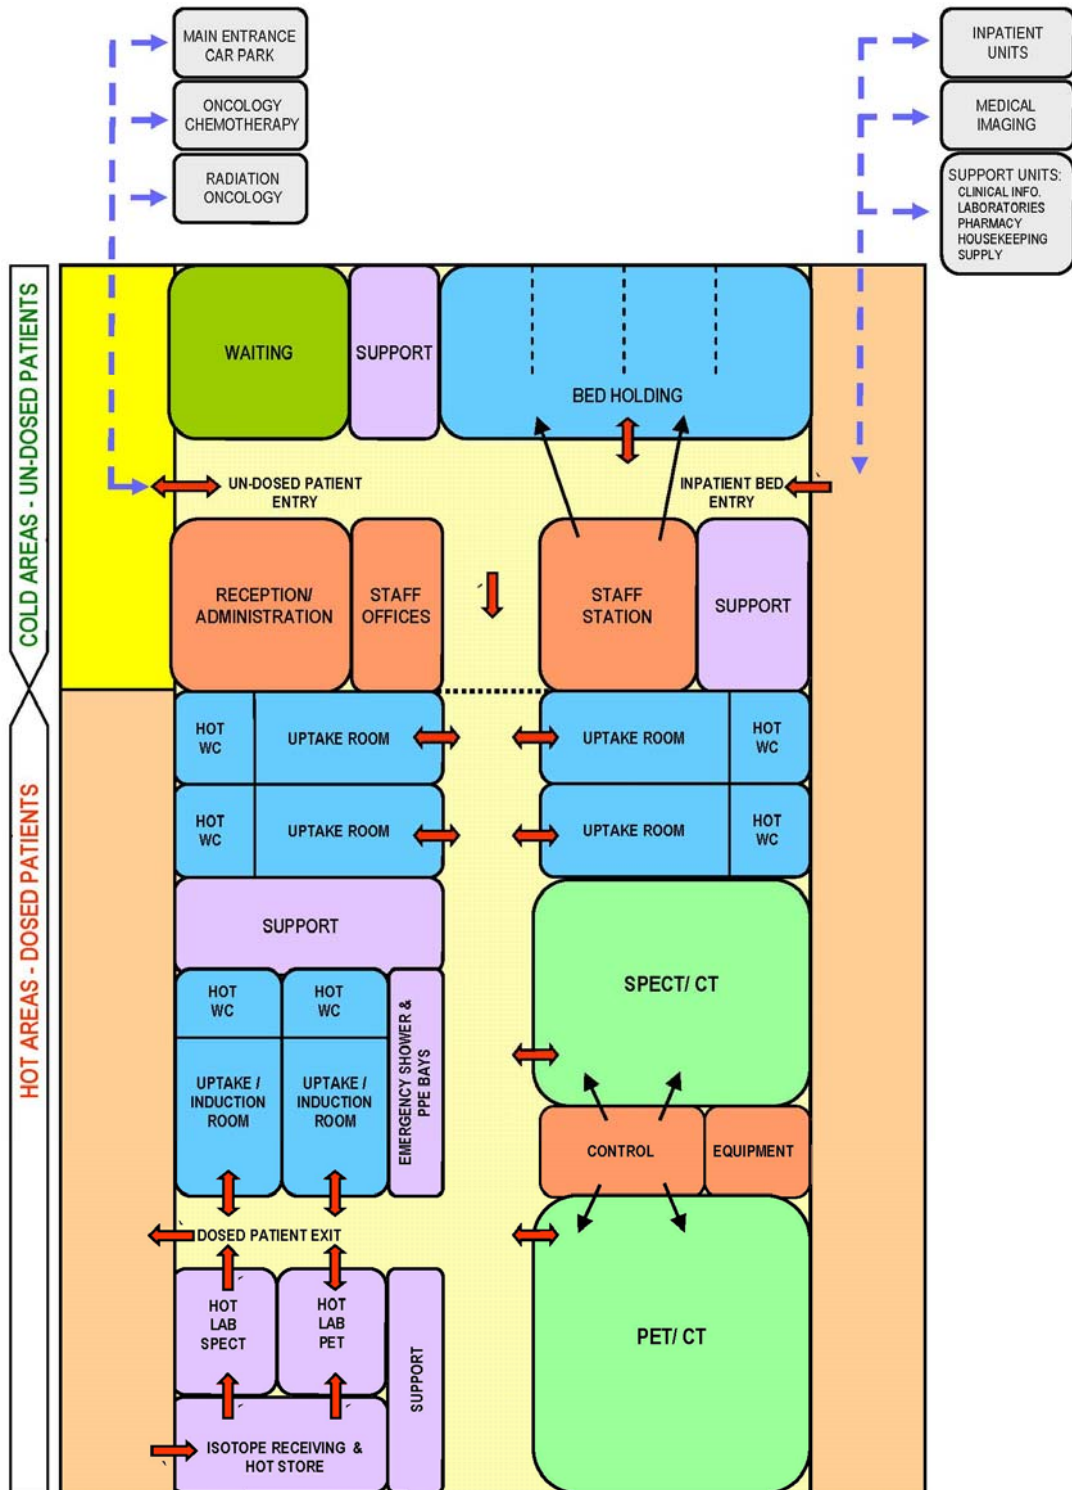 MAIN ENTRANCE
CAR PARK
ONCOLOGY
CHEMOTHERAPY
RADIATION
ONCOLOGY
INPATIENT
UNITS
MEDICAL
IMAGING
SUPPORT UNITS:
CLINICAL INFO.
LABORATORIES
PHARMACY
HOUSEKEEPING
SUPPLY
COLD AREAS - UN-DOSED PATIENTS
WAITING
SUPPORT
BED HOLDING
UN-DOSED PATIENT
ENTRY
INPATIENT BED
ENTRY
RECEPTION/
ADMINISTRATION
STAFF
OFFICES
STAFF
STATION
SUPPORT
HOT AREAS - DOSED PATIENTS
HOT
WC
UPTAKE ROOM
UPTAKE ROOM
HOT
WC
HOT
WC
UPTAKE ROOM
UPTAKE ROOM
HOT
WC
SUPPORT
SPECT/ CT
HOT
WC
HOT
WC
UPTAKE /
INDUCTION
ROOM
UPTAKE /
INDUCTION
ROOM
EMERGENCY SHOWER &
PPE BAYS
CONTROL
EQUIPMENT
DOSED PATIENT EXIT
HOT
LAB
SPECT
HOT
LAB
PET
SUPPORT
PET/ CT
ISOTOPE RECEIVING &
HOT STORE